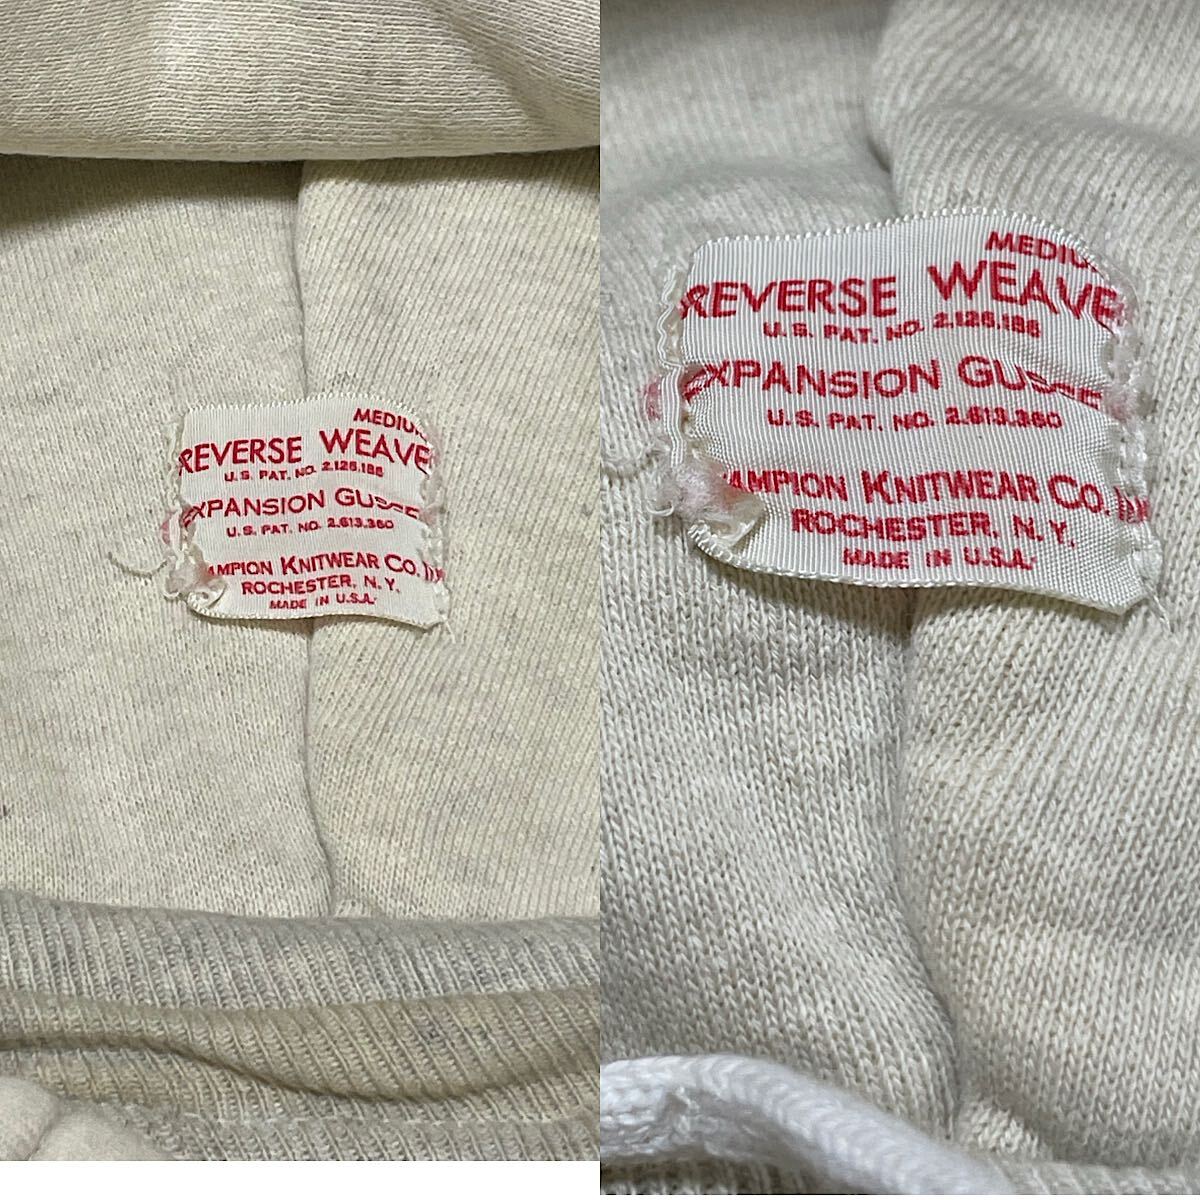 MEDIU
REVERSE WEAVE
U.S. PAT. NO. 2.126.186
EXPANSION GUSSE
U.S. PAT. NO. 2.613.360
AMPION KNITWEAR CO.
ROCHESTER, N.Y.
MADE IN U.S.A.
MEDIU
REVERSE WEAVE
U.S. PAT. NO. 2.126.186
EXPANSION GUSSE
U.S. PAT. NO. 2.613.360
AMPION KNITWEAR CO.
ROCHESTER, N.Y.
MADE IN U.S.A.